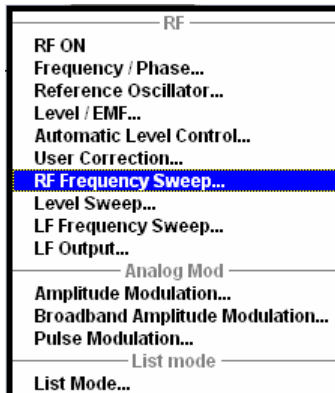 RF
RF ON
Frequency / Phase...
Reference Oscillator...
Level / EMF...
Automatic Level Control...
User Correction...
RF Frequency Sweep...
Level Sweep...
LF Frequency Sweep...
LF Output...
Analog Mod
Amplitude Modulation...
Broadband Amplitude Modulation...
Pulse Modulation...
List mode
List Mode...